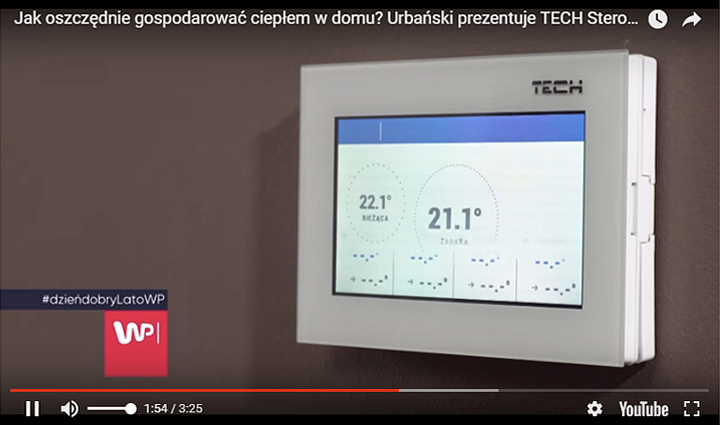 Jak oszczędnie gospodarować ciepłem w domu? Urbański prezentuje TECH Stero...
TECH
22.1°
BIEŻĄCA
21.1°
ZADANA
#dzieńdobryLatoWP
WP
1:54 / 3:25
YouTube